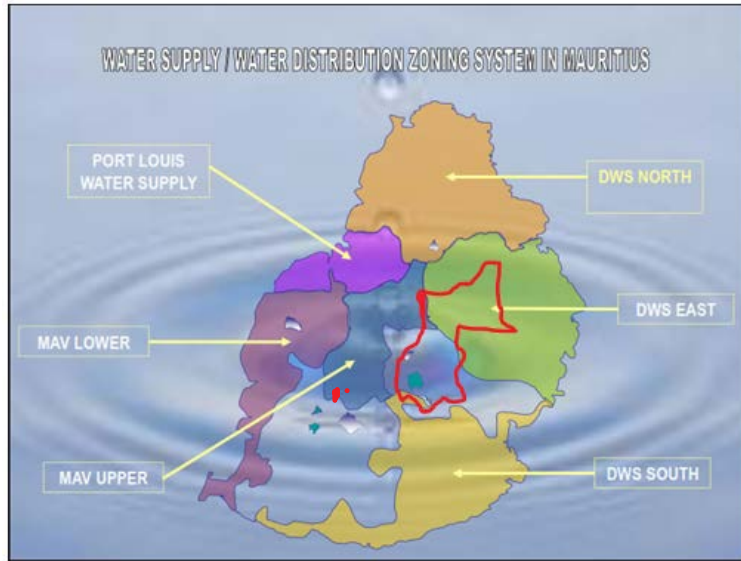 WATER SUPPLY / WATER DISTRIBUTION ZONING SYSTEM IN MAURITIUS
PORT LOUIS
WATER SUPPLY
DWS NORTH
DWS EAST
MAV LOWER
MAV UPPER
DWS SOUTH